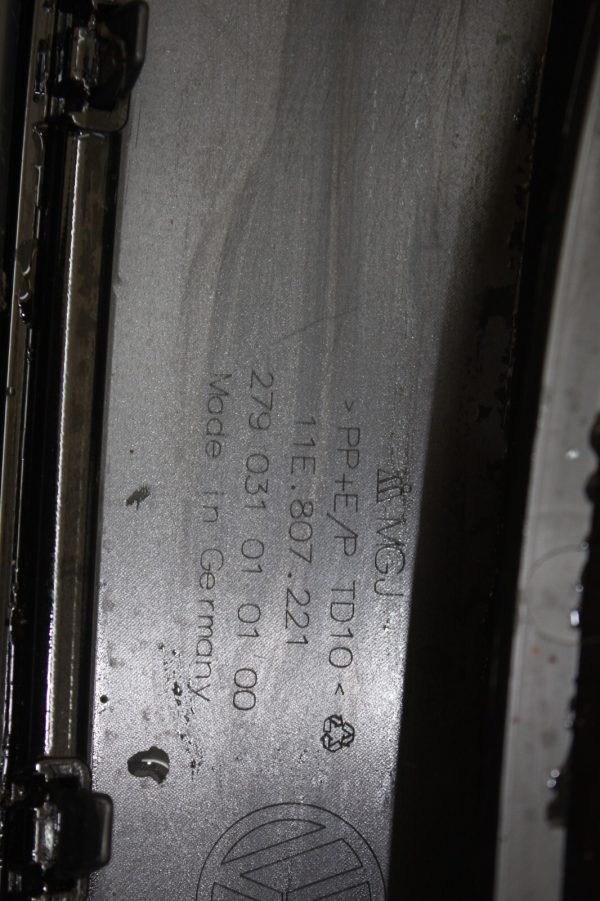 MGJ
>PP+E/P TD10<
11E.807.221
279 031 01 01 00
Made in Germany